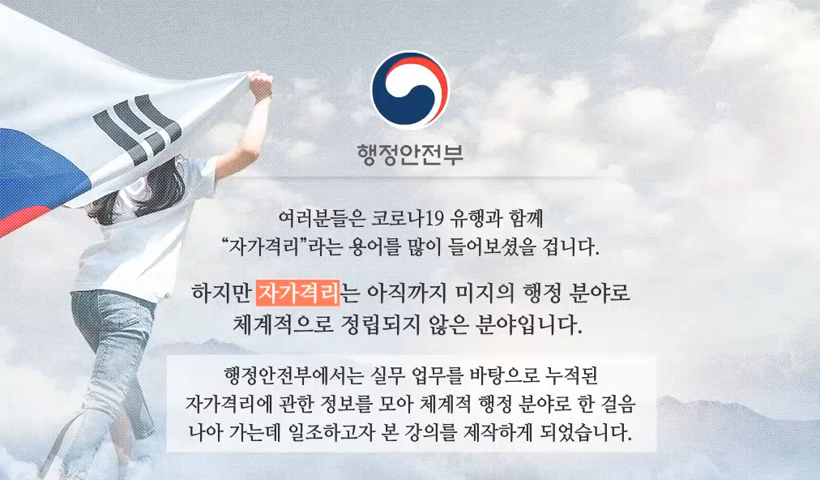 행정안전부
여러분들은 코로나19 유행과 함께
“자가격리”라는 용어를 많이 들어보셨을 겁니다.
하지만 자가격리는 아직까지 미지의 행정 분야로
체계적으로 정립되지 않은 분야입니다.
행정안전부에서는 실무 업무를 바탕으로 누적된
자가격리에 관한 정보를 모아 체계적 행정 분야로 한 걸음
나아 가는데 일조하고자 본 강의를 제작하게 되었습니다.